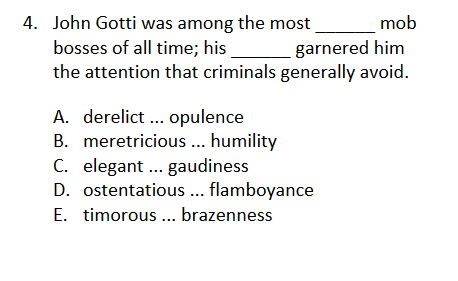 4. John Gotti was among the most ______ mob
bosses of all time; his ______ garnered him
the attention that criminals generally avoid.
A. derelict ... opulence
B. meretricious ... humility
C. elegant ... gaudiness
D. ostentatious ... flamboyance
E. timorous ... brazenness